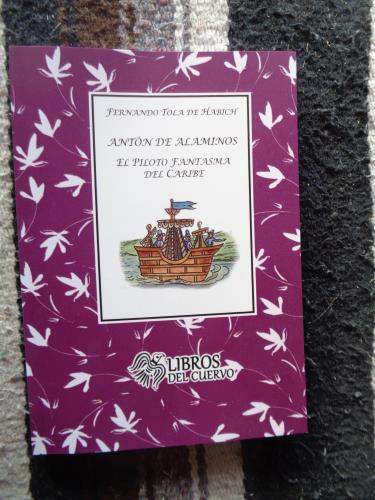 FERNANDO TOLA DE HABICH
ANTÓN DE ALAMINOS
EL PILOTO FANTASMA
DEL CARIBE
LIBROS
DEL CUERVO